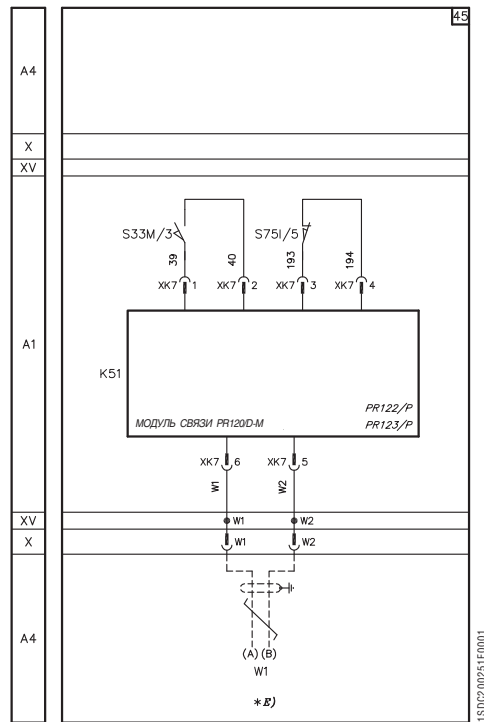 45
A4
X
XV
S33M/3
S75I/5
39
40
193
194
XK7 1
XK7 2
XK7 3
XK7 4
A1
K51
PR122/P
МОДУЛЬ СВЯЗИ PR120/D-M
PR123/P
XK7 6
XK7 5
W1
W2
XV
W1
W2
X
W1
W2
A4
(A) (B)
W1
*E)
1SDC200251F0001